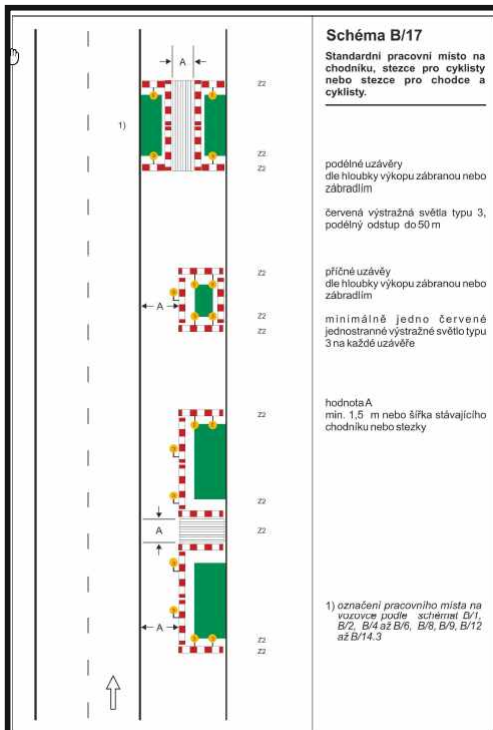 Schéma B/17
Standardní pracovní místo na
chodníku, stezce pro cyklisty
nebo stezce pro chodce a
cyklisty.
A
Z2
1)
Z2
Z2
podélné uzávěry
dle hloubky výkopu zábranou nebo
zábradlím
červená výstražná světla typu 3,
podélný odstup do 50 m
Z2
příčné uzávěy
dle hloubky výkopu zábranou nebo
zábradlím
A
Z2
Z2
minimálně jedno červené
jednostranné výstražné světlo typu
3 na každé uzávěře
hodnota A
min. 1,5 m nebo šířka stávajícího
chodníku nebo stezky
Z2
Z2
A
Z2
1) označení pracovního místa na
vozovce podle schémat B/1,
B/2, B/4 až B/6, B/8, B/9, B/12
až B/14.3
A
Z2
Z2